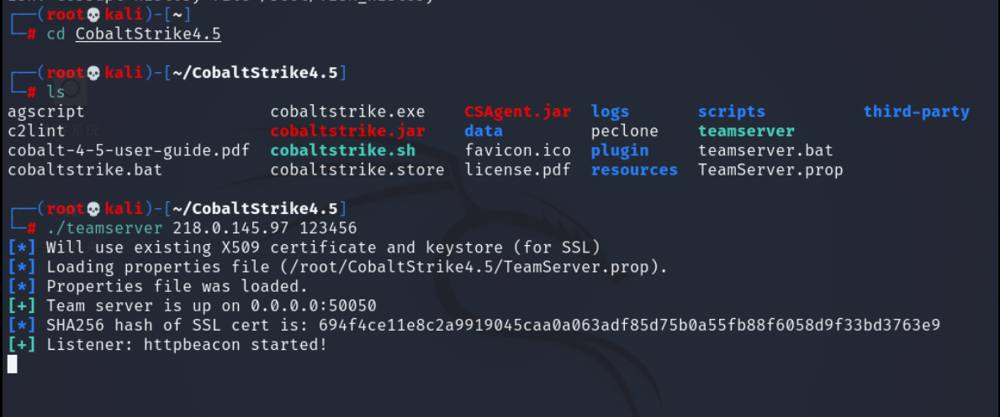 ┌──(root💀kali)-[~]
└─# cd CobaltStrike4.5
┌──(root💀kali)-[~/CobaltStrike4.5]
└─# ls
agscript cobaltstrike.exe CSAgent.jar logs scripts third-party
c2lint cobaltstrike.jar data peclone teamserver
cobalt-4-5-user-guide.pdf cobaltstrike.sh favicon.ico plugin teamserver.bat
cobaltstrike.bat cobaltstrike.store license.pdf resources TeamServer.prop
┌──(root💀kali)-[~/CobaltStrike4.5]
└─# ./teamserver 218.0.145.97 123456
[*] Will use existing X509 certificate and keystore (for SSL)
[*] Loading properties file (/root/CobaltStrike4.5/TeamServer.prop).
[*] Properties file was loaded.
[+] Team server is up on 0.0.0.0:50050
[*] SHA256 hash of SSL cert is: 694f4ce11e8c2a9919045caa0a063adf85d75b0a55fb88f6058d9f33bd3763e9
[+] Listener: httpbeacon started!